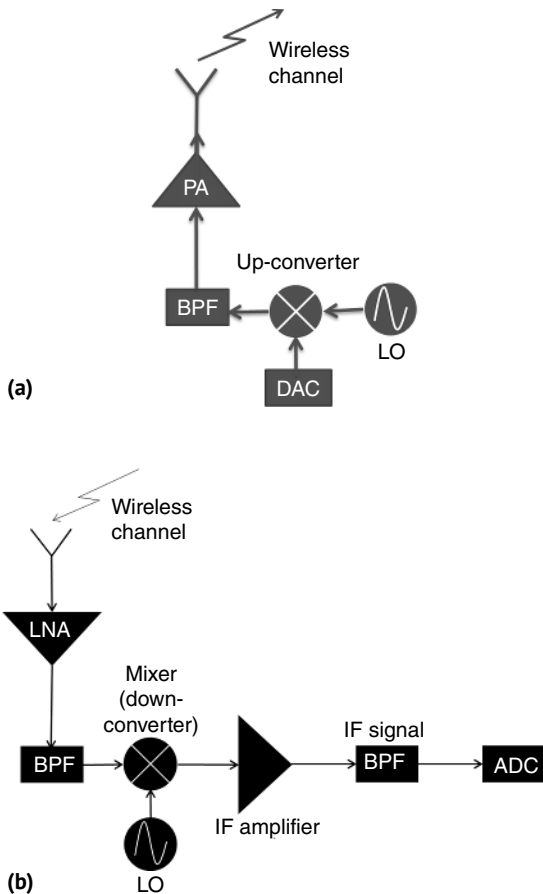 Wireless
channel
PA
Up-converter
BPF
LO
DAC
(a)
Wireless
channel
LNA
Mixer
(down-
converter)
IF signal
BPF
BPF
ADC
IF amplifier
LO
(b)